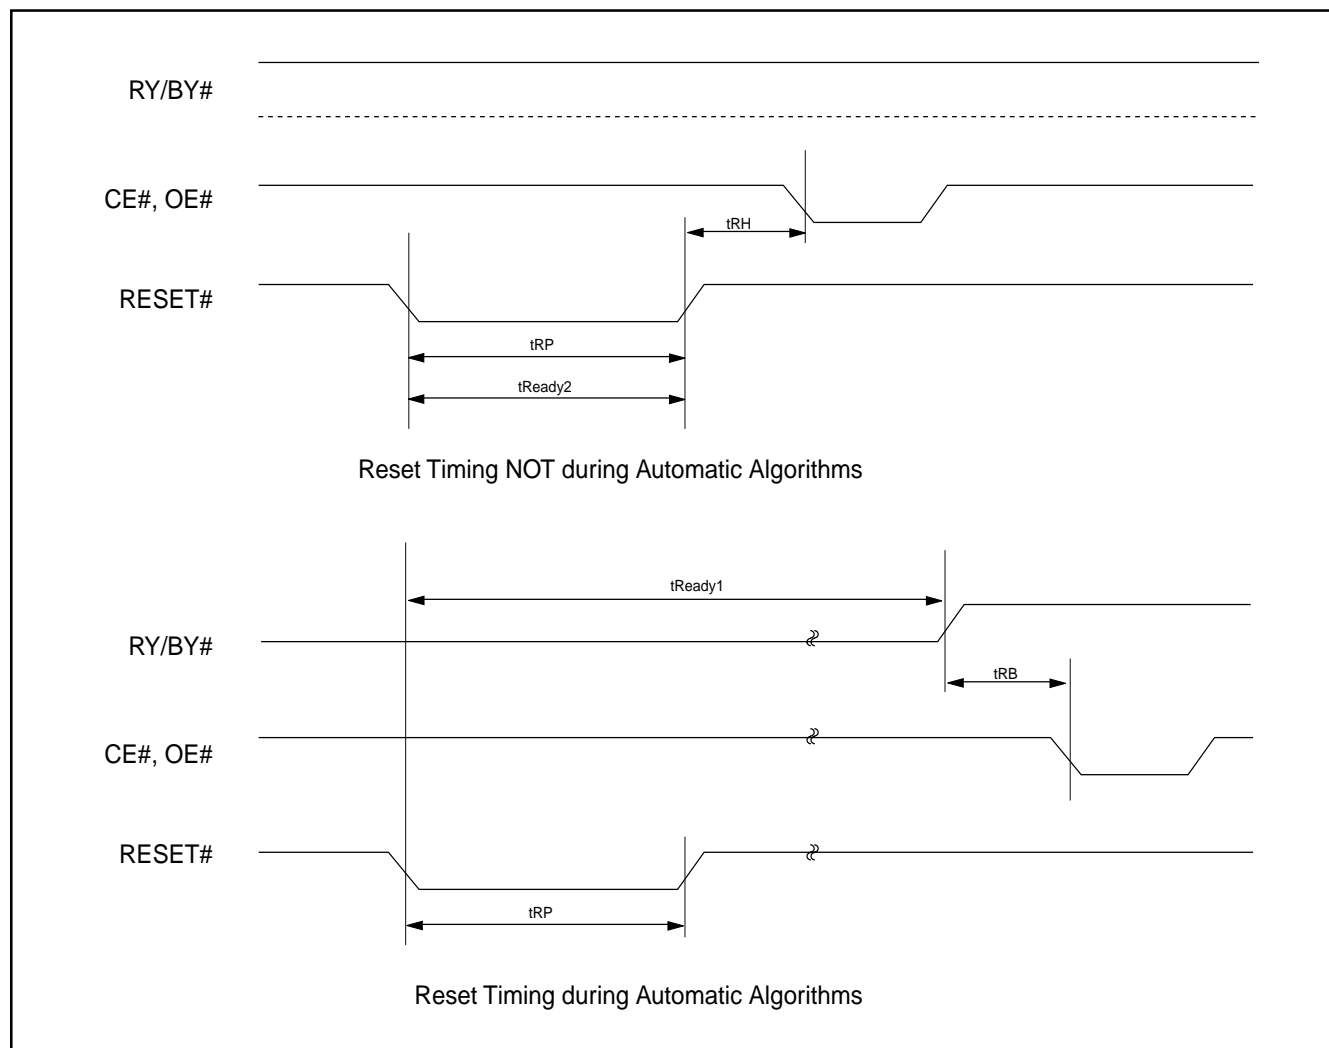 RY/BY#
CE#, OE#
tRH
RESET#
tRP
tReady2
Reset Timing NOT during Automatic Algorithms
tReady1
RY/BY#
tRB
CE#, OE#
RESET#
tRP
Reset Timing during Automatic Algorithms